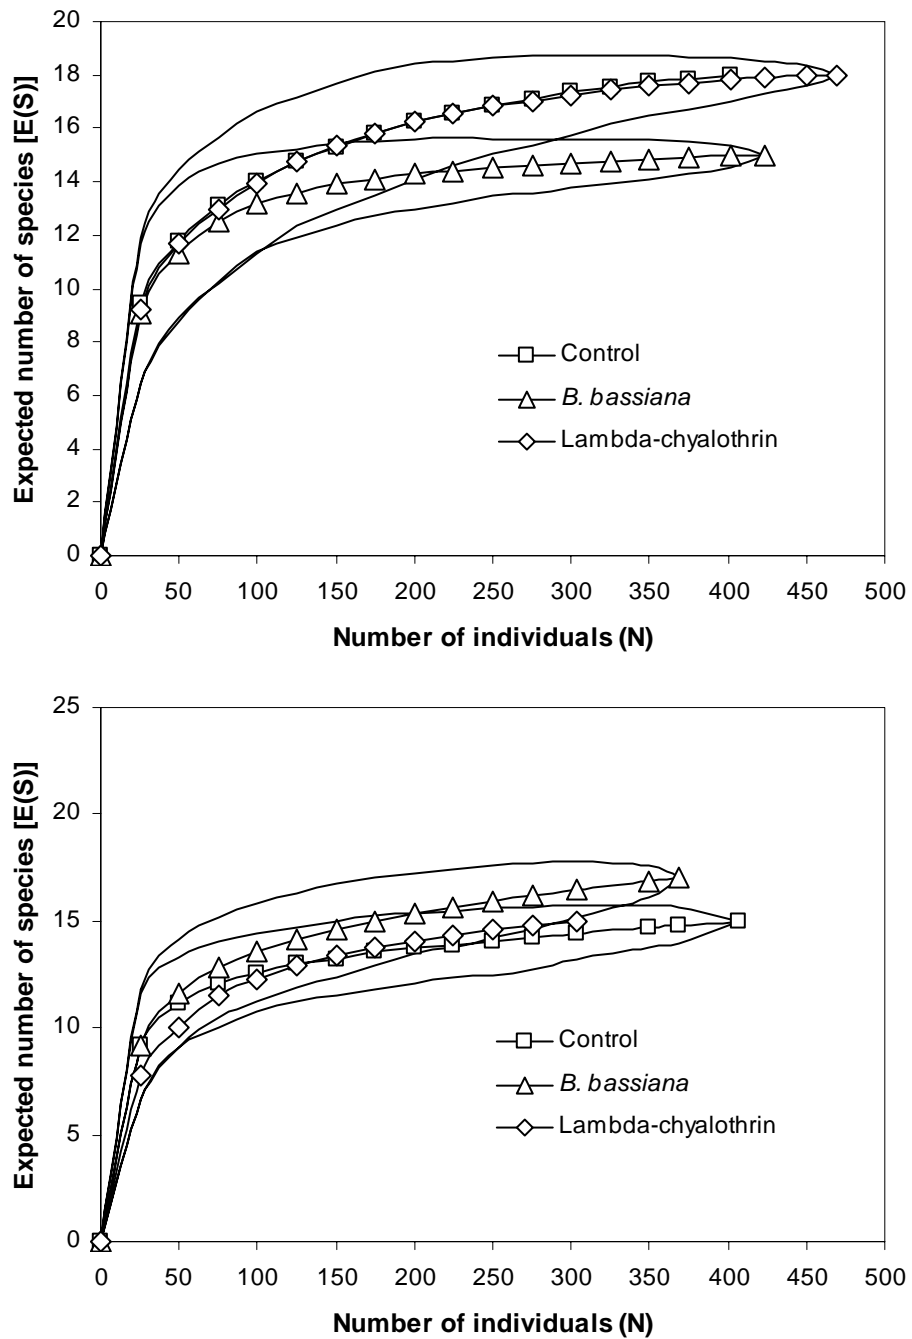 20
18
16
14
12
10
8
6
4
2
0
Expected number of species [E(S)]
Control
B. bassiana
Lambda-chyalothrin
0 50 100 150 200 250 300 350 400 450 500
Number of individuals (N)
25
20
15
10
5
0
Expected number of species [E(S)]
Control
B. bassiana
Lambda-chyalothrin
0 50 100 150 200 250 300 350 400 450 500
Number of individuals (N)